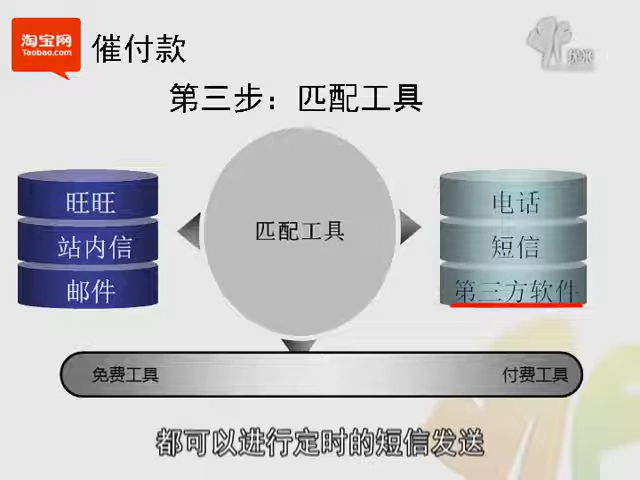 淘宝网
Taobao.com
催付款
优米
第三步：匹配工具
旺旺
站内信
邮件
匹配工具
电话
短信
第三方软件
免费工具
付费工具
都可以进行定时的短信发送